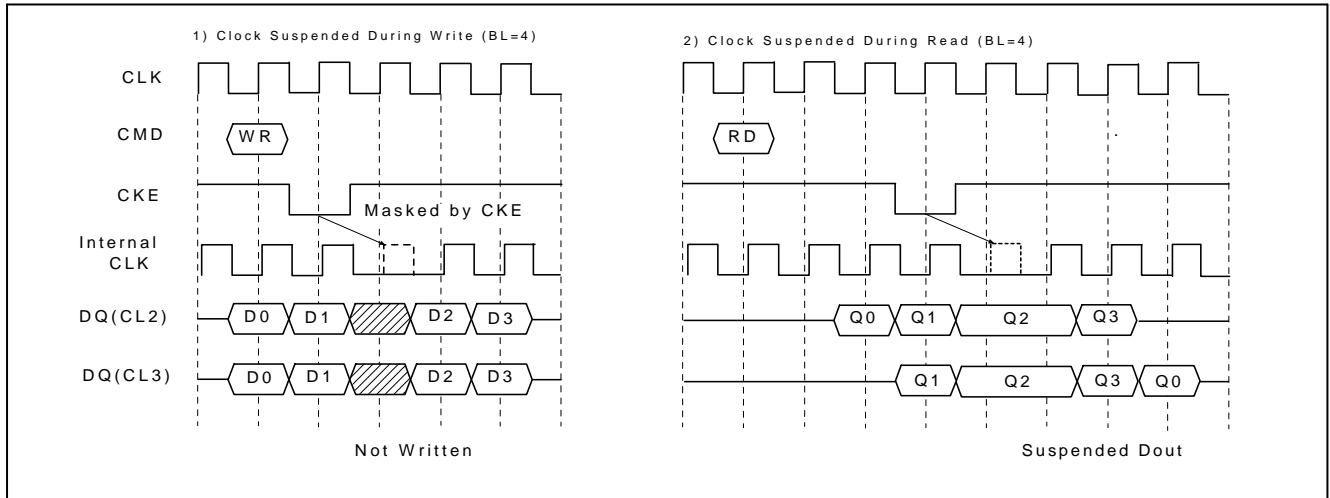 1) Clock Suspended During Write (BL=4)
CLK
CMD
WR
CKE
Masked by CKE
Internal
CLK
DQ(CL2)
D0 D1 D2 D3
DQ(CL3)
D0 D1 D2 D3
Not Written
2) Clock Suspended During Read (BL=4)
RD
Q0 Q1 Q2 Q3
Q1 Q2 Q3 Q0
Suspended Dout